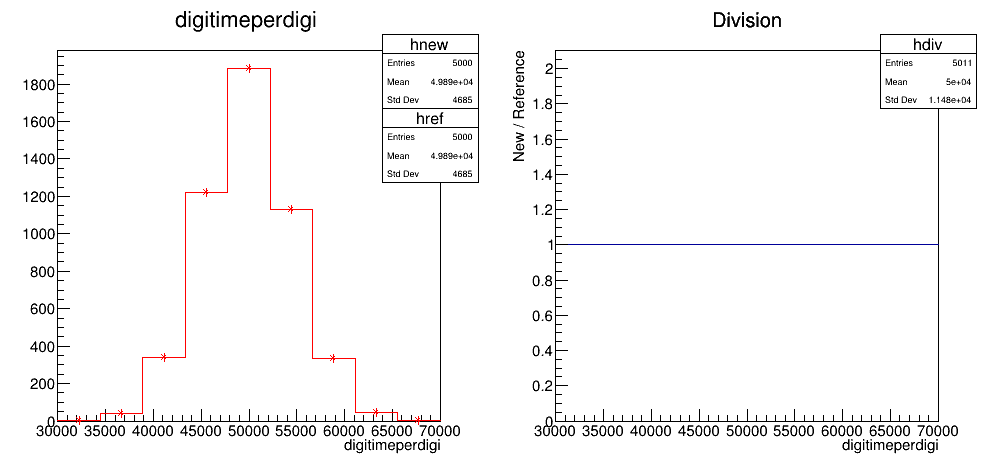 digitimeperdigi
hnew
Entries 5000
Mean 4.989e+04
Std Dev 4685
href
Entries 5000
Mean 4.989e+04
Std Dev 4685
1800
1600
1400
1200
1000
800
600
400
200
0
30000 35000 40000 45000 50000 55000 60000 65000 70000
digitimeperdigi
Division
hdiv
Entries 5011
Mean 5e+04
Std Dev 1.148e+04
New / Reference
2
1.8
1.6
1.4
1.2
1
0.8
0.6
0.4
0.2
0
30000 35000 40000 45000 50000 55000 60000 65000 70000
digitimeperdigi